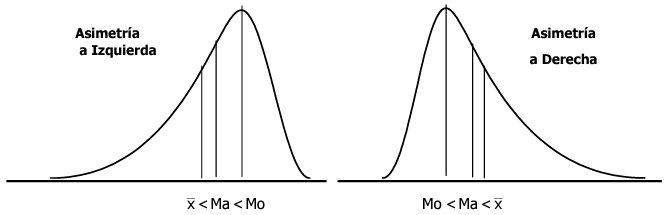 Asimetría
a Izquierda
Asimetría
a Derecha
x̅ < Ma < Mo
Mo < Ma < x̅